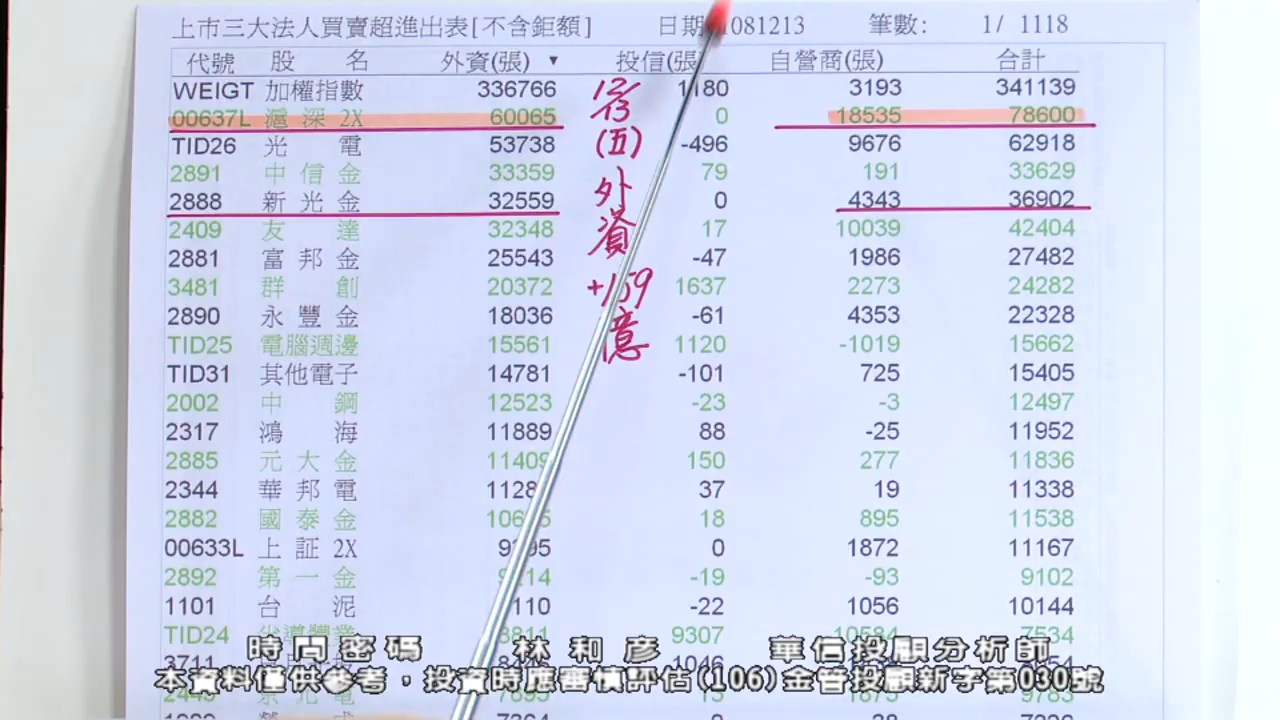 上市三大法人買賣超進出表[不含鉅額] 日期 1081213 筆數: 1/ 1118
代號 股 名 外資(張) ▼ 投信(張 自營商(張) 合計
WEIGT 加權指數 336766 1180 3193 341139
00637L 滬深2X 60065 0 18535 78600
TID26 光電 53738 -496 9676 62918
2891 中信金 33359 79 191 33629
2888 新光金 32559 0 4343 36902
2409 友達 32348 17 10039 42404
2881 富邦金 25543 -47 1986 27482
3481 群創 20372 1637 2273 24282
2890 永豐金 18036 -61 4353 22328
TID25 電腦週邊 15561 1120 -1019 15662
TID31 其他電子 14781 -101 725 15405
2002 中鋼 12523 -23 -3 12497
2317 鴻海 11889 88 -25 11952
2885 元大金 11409 150 277 11836
2344 華邦電 1128 37 19 11338
2882 國泰金 18 895 11538
00633L 上証2X 0 1872 11167
2892 第一金 -19 -93 9102
1101 台泥 110 -22 1056 10144
TID24 9307 7534
12/13
(五)
外
資
+159
億
時間密碼 林和彥 華信投顧分析師
本資料僅供參考，投資時應審慎評估(106)金管投顧新字第030號